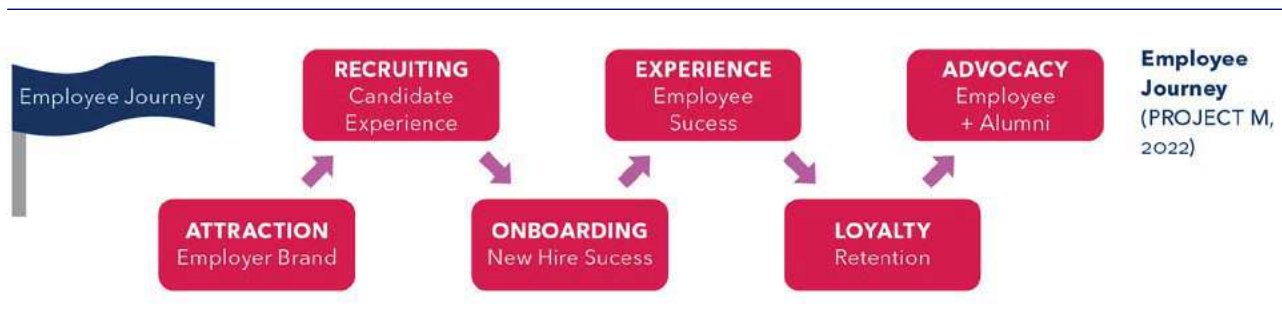 Employee Journey
RECRUITING
Candidate
Experience
EXPERIENCE
Employee
Sucess
ADVOCACY
Employee
+ Alumni
Employee
Journey
(PROJECT M,
2022)
ATTRACTION
Employer Brand
ONBOARDING
New Hire Sucess
LOYALTY
Retention